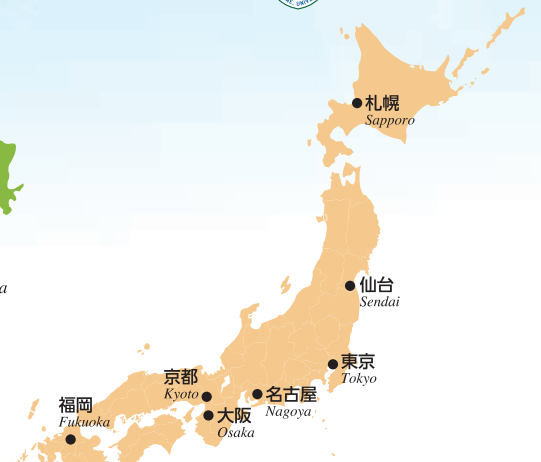 札幌
Sapporo
仙台
Sendai
東京
Tokyo
京都
Kyoto
名古屋
Nagoya
大阪
Osaka
福岡
Fukuoka